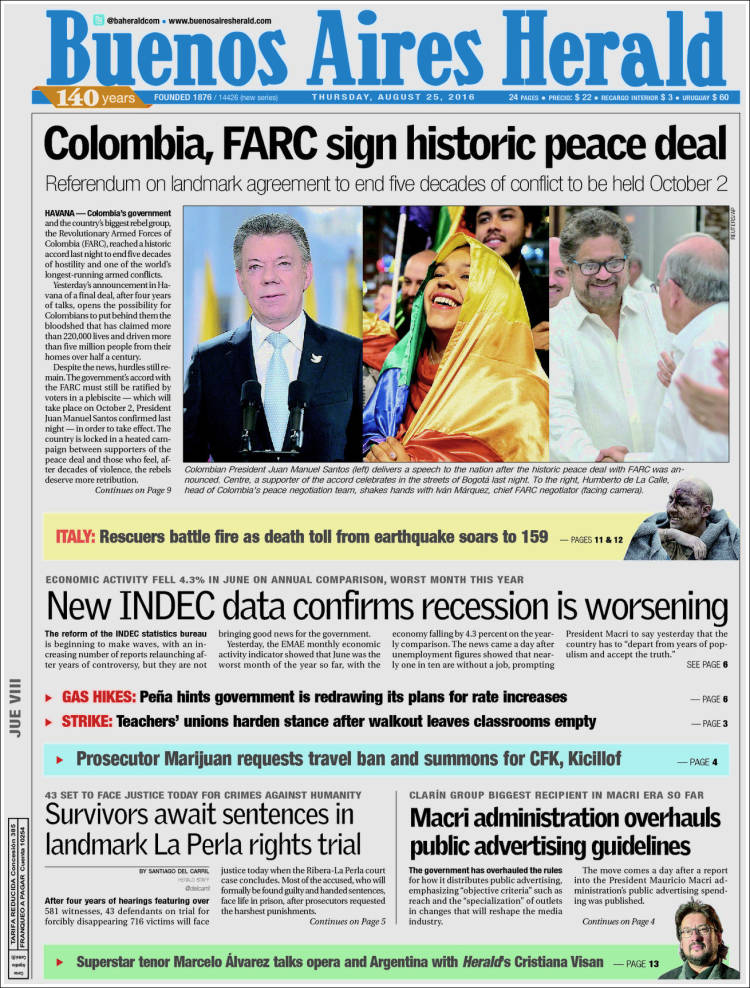 @baheraldcom • www.buenosairesherald.com
Buenos Aires Herald
140 years
FOUNDED 1876 / 14426 (new series)
THURSDAY, AUGUST 25, 2016
24 PAGES • PRECIO: $ 22 • RECARGO INTERIOR $ 3 • URUGUAY $ 60
Colombia, FARC sign historic peace deal
Referendum on landmark agreement to end five decades of conflict to be held October 2
HAVANA — Colombia's government
and the country's biggest rebel group,
the Revolutionary Armed Forces of
Colombia (FARC), reached a historic
accord last night to end five decades
of hostility and one of the world's
longest-running armed conflicts.
Yesterday's announcement in Ha-
vana of a final deal, after four years
of talks, opens the possibility for
Colombians to put behind them the
bloodshed that has claimed more
than 220,000 lives and driven more
than five million people from their
homes over half a century.
Despite the news, hurdles still re-
main. The government's accord with
the FARC must still be ratified by
voters in a plebiscite — which will
take place on October 2, President
Juan Manuel Santos confirmed last
night — in order to take effect. The
country is locked in a heated cam-
paign between supporters of the
peace deal and those who feel, af-
ter decades of violence, the rebels
deserve more retribution.
Continues on Page 9
REUTERS/AP
Colombian President Juan Manuel Santos (left) delivers a speech to the nation after the historic peace deal with FARC was an-
nounced. Centre, a supporter of the accord celebrates in the streets of Bogotá last night. To the right, Humberto de La Calle,
head of Colombia's peace negotiation team, shakes hands with Iván Márquez, chief FARC negotiator (facing camera).
ITALY: Rescuers battle fire as death toll from earthquake soars to 159 — PAGES 11 & 12
ECONOMIC ACTIVITY FELL 4.3% IN JUNE ON ANNUAL COMPARISON, WORST MONTH THIS YEAR
New INDEC data confirms recession is worsening
The reform of the INDEC statistics bureau
is beginning to make waves, with an in-
creasing number of reports relaunching af-
ter years of controversy, but they are not
bringing good news for the government.
Yesterday, the EMAE monthly economic
activity indicator showed that June was the
worst month of the year so far, with the
economy falling by 4.3 percent on the year-
ly comparison. The news came a day after
unemployment figures showed that near-
ly one in ten are without a job, prompting
President Macri to say yesterday that the
country has to “depart from years of pop-
ulism and accept the truth.”
SEE PAGE 6
GAS HIKES: Peña hints government is redrawing its plans for rate increases — PAGE 6
STRIKE: Teachers' unions harden stance after walkout leaves classrooms empty — PAGE 3
Prosecutor Marijuan requests travel ban and summons for CFK, Kicillof — PAGE 4
43 SET TO FACE JUSTICE TODAY FOR CRIMES AGAINST HUMANITY
Survivors await sentences in
landmark La Perla rights trial
BY SANTIAGO DEL CARRIL
HERALD STAFF
@delcarril
After four years of hearings featuring over
581 witnesses, 43 defendants on trial for
forcibly disappearing 716 victims will face
justice today when the Ribera-La Perla court
case concludes. Most of the accused, who will
formally be found guilty and handed sentences,
face life in prison, after prosecutors requested
the harshest punishments.
Continues on Page 5
CLARÍN GROUP BIGGEST RECIPIENT IN MACRI ERA SO FAR
Macri administration overhauls
public advertising guidelines
The government has overhauled the rules
for how it distributes public advertising,
emphasizing “objective criteria” such as
reach and the “specialization” of outlets
in changes that will reshape the media
industry.
The move comes a day after a report
into the President Mauricio Macri ad-
ministration's public advertising spend-
ing was published.
Continues on Page 4
Superstar tenor Marcelo Álvarez talks opera and Argentina with Herald's Cristiana Visan — PAGE 13
JUE VIII
TARIFA REDUCIDA Concesión 385
FRANQUEO A PAGAR Cuenta 10254